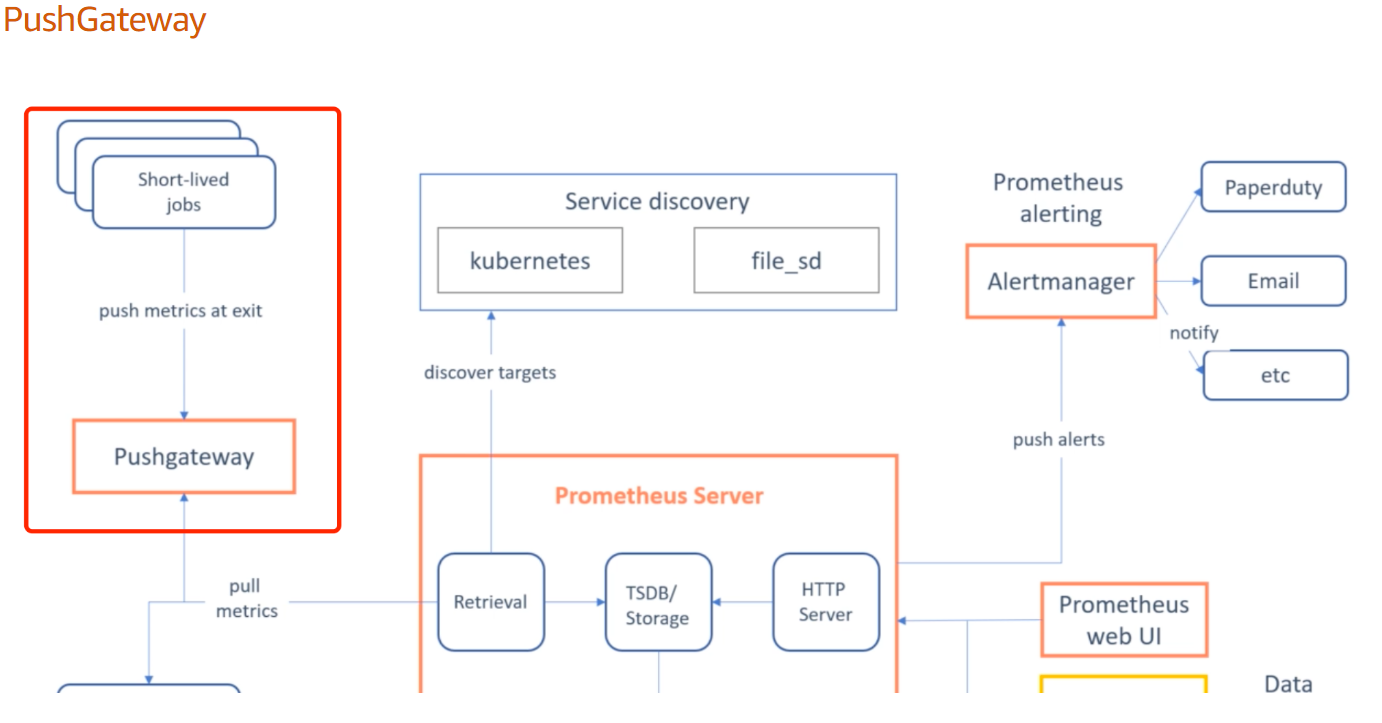 PushGateway
Short-lived
jobs
push metrics at exit
Pushgateway
pull
metrics
Service discovery
kubernetes
file_sd
discover targets
Prometheus Server
Retrieval
TSDB/
Storage
HTTP
Server
Prometheus
alerting
Alertmanager
Paperduty
Email
notify
etc
push alerts
Prometheus
web UI
Data